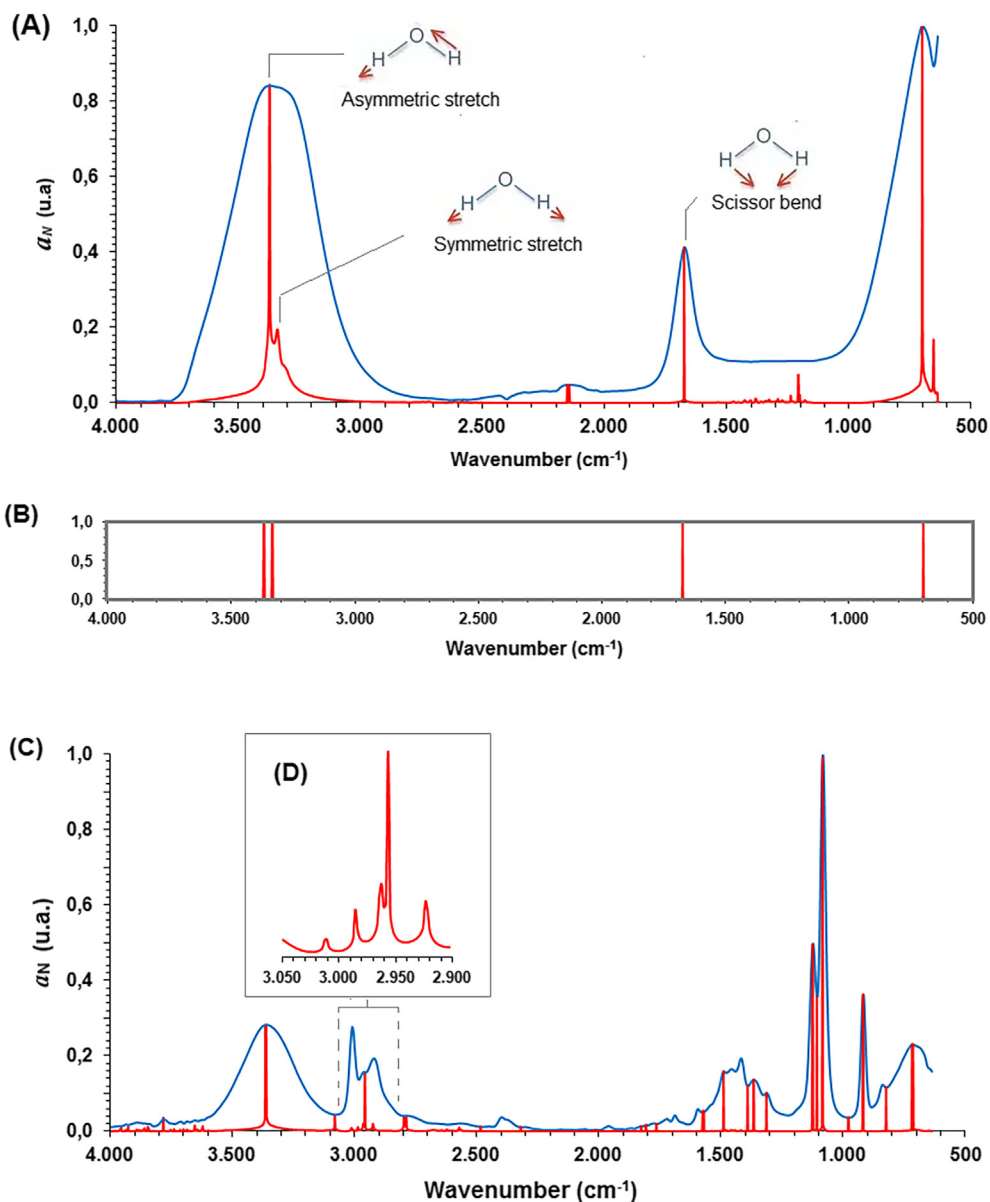 (A)
1,0
0,8
0,6
0,4
0,2
0,0
aN (u.a)
O
H H
Asymmetric stretch
O
H H
Symmetric stretch
O
H H
Scissor bend
4.000 3.500 3.000 2.500 2.000 1.500 1.000 500
Wavenumber (cm-1)
(B)
1,0
0,5
0,0
4.000 3.500 3.000 2.500 2.000 1.500 1.000 500
Wavenumber (cm-1)
(C)
1,0
0,8
0,6
0,4
0,2
0,0
aN (u.a.)
(D)
3.050 3.000 2.950 2.900
4.000 3.500 3.000 2.500 2.000 1.500 1.000 500
Wavenumber (cm-1)